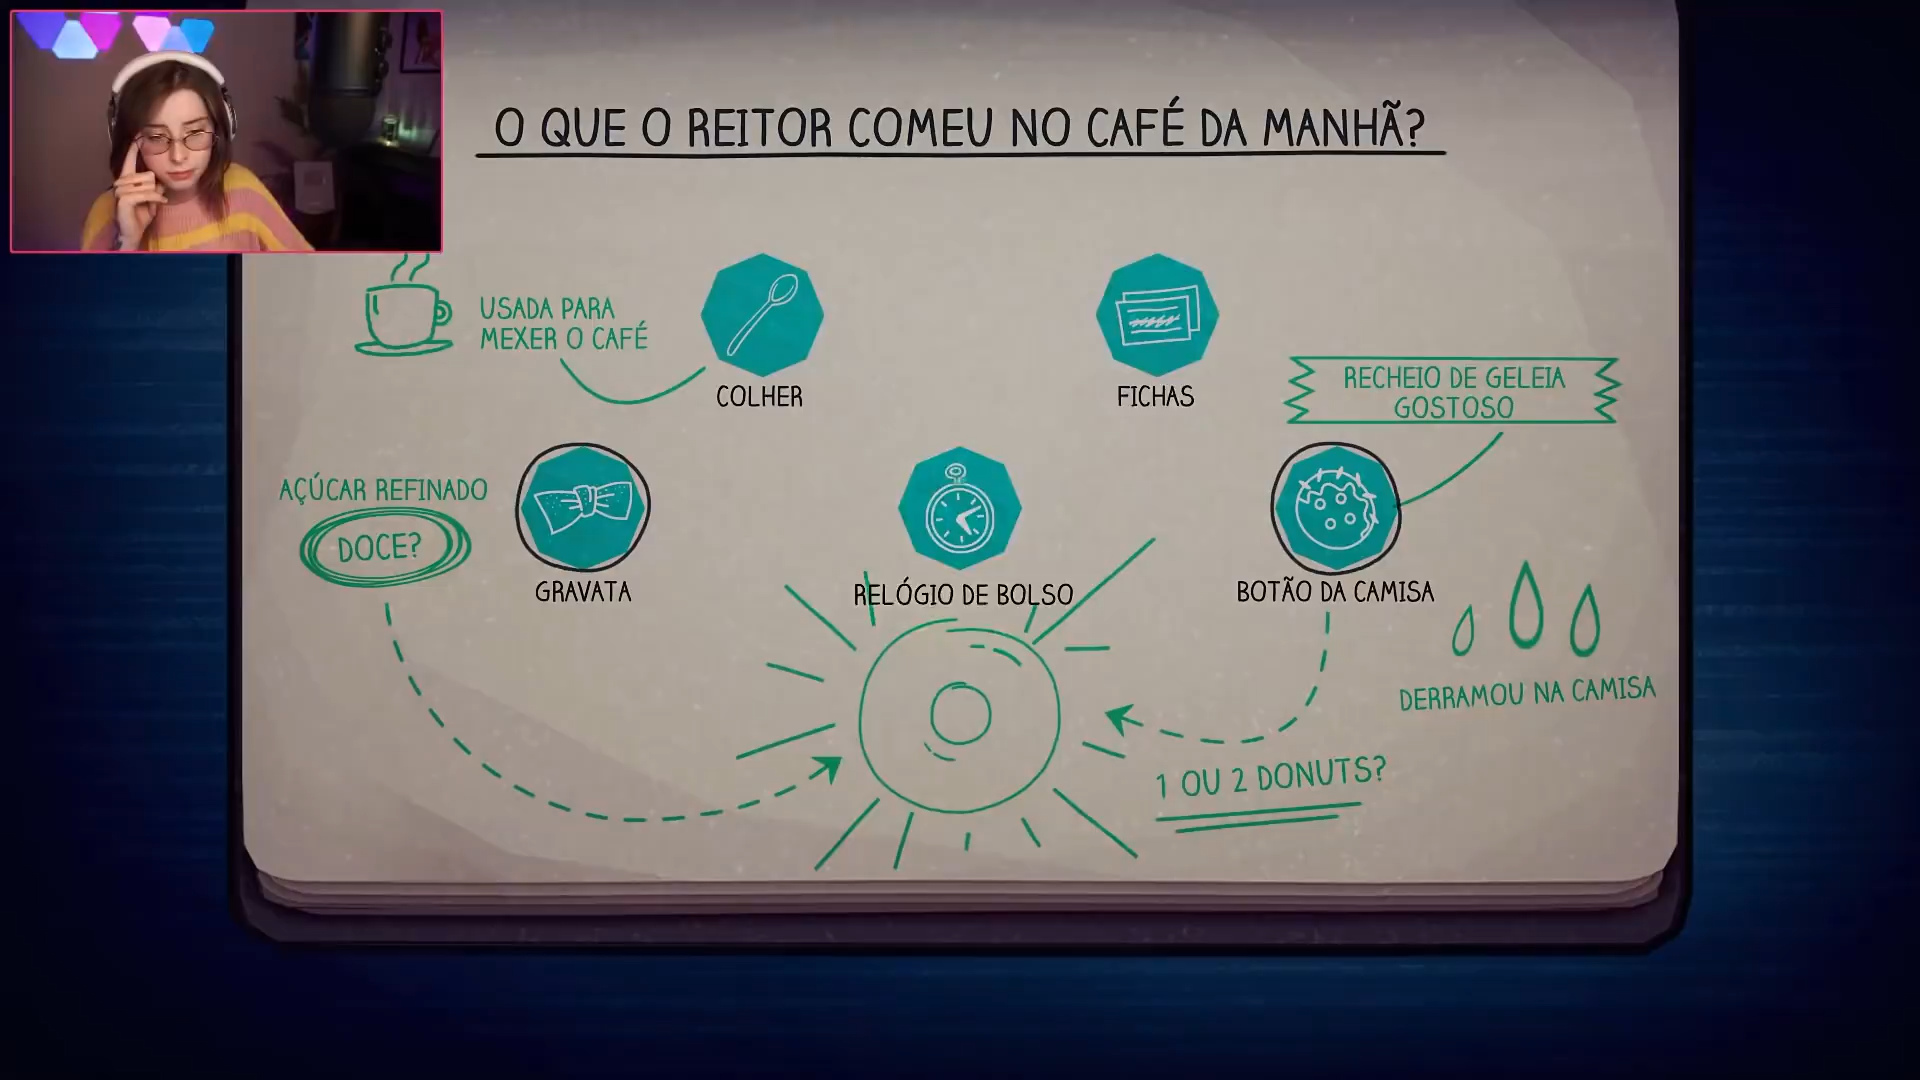 O QUE O REITOR COMEU NO CAFÉ DA MANHÃ?
USADA PARA
MEXER O CAFÉ
COLHER
FICHAS
RECHEIO DE GELEIA
GOSTOSO
AÇÚCAR REFINADO
DOCE?
GRAVATA
RELÓGIO DE BOLSO
BOTÃO DA CAMISA
DERRAMOU NA CAMISA
1 OU 2 DONUTS?